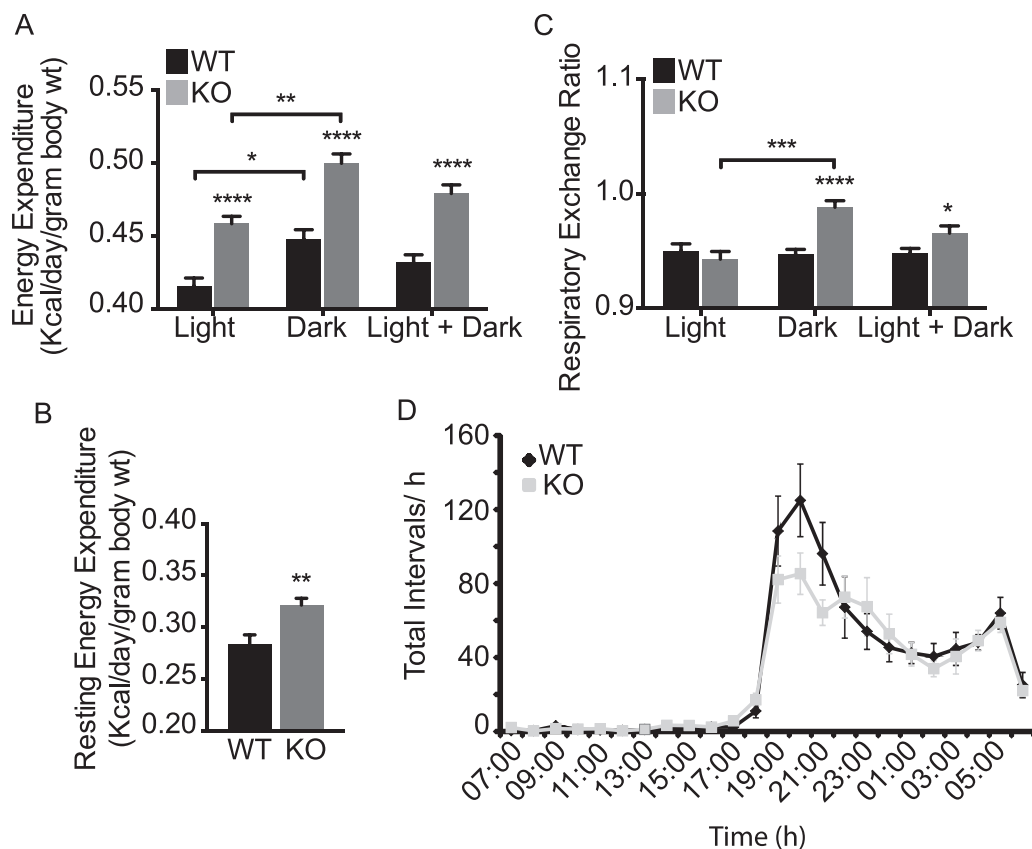 A
Energy Expenditure
(Kcal/day/gram body wt)
WT
KO
0.55
0.50
0.45
0.40
**
*
****
****
****
Light
Dark
Light + Dark
C
Respiratory Exchange Ratio
WT
KO
1.1
1.0
0.9
***
****
*
Light
Dark
Light + Dark
B
Resting Energy Expenditure
(Kcal/day/gram body wt)
0.40
0.35
0.30
0.25
0.20
**
WT
KO
D
Total Intervals/ h
160
120
80
40
0
WT
KO
07:00
09:00
11:00
13:00
15:00
17:00
19:00
21:00
23:00
01:00
03:00
05:00
Time (h)